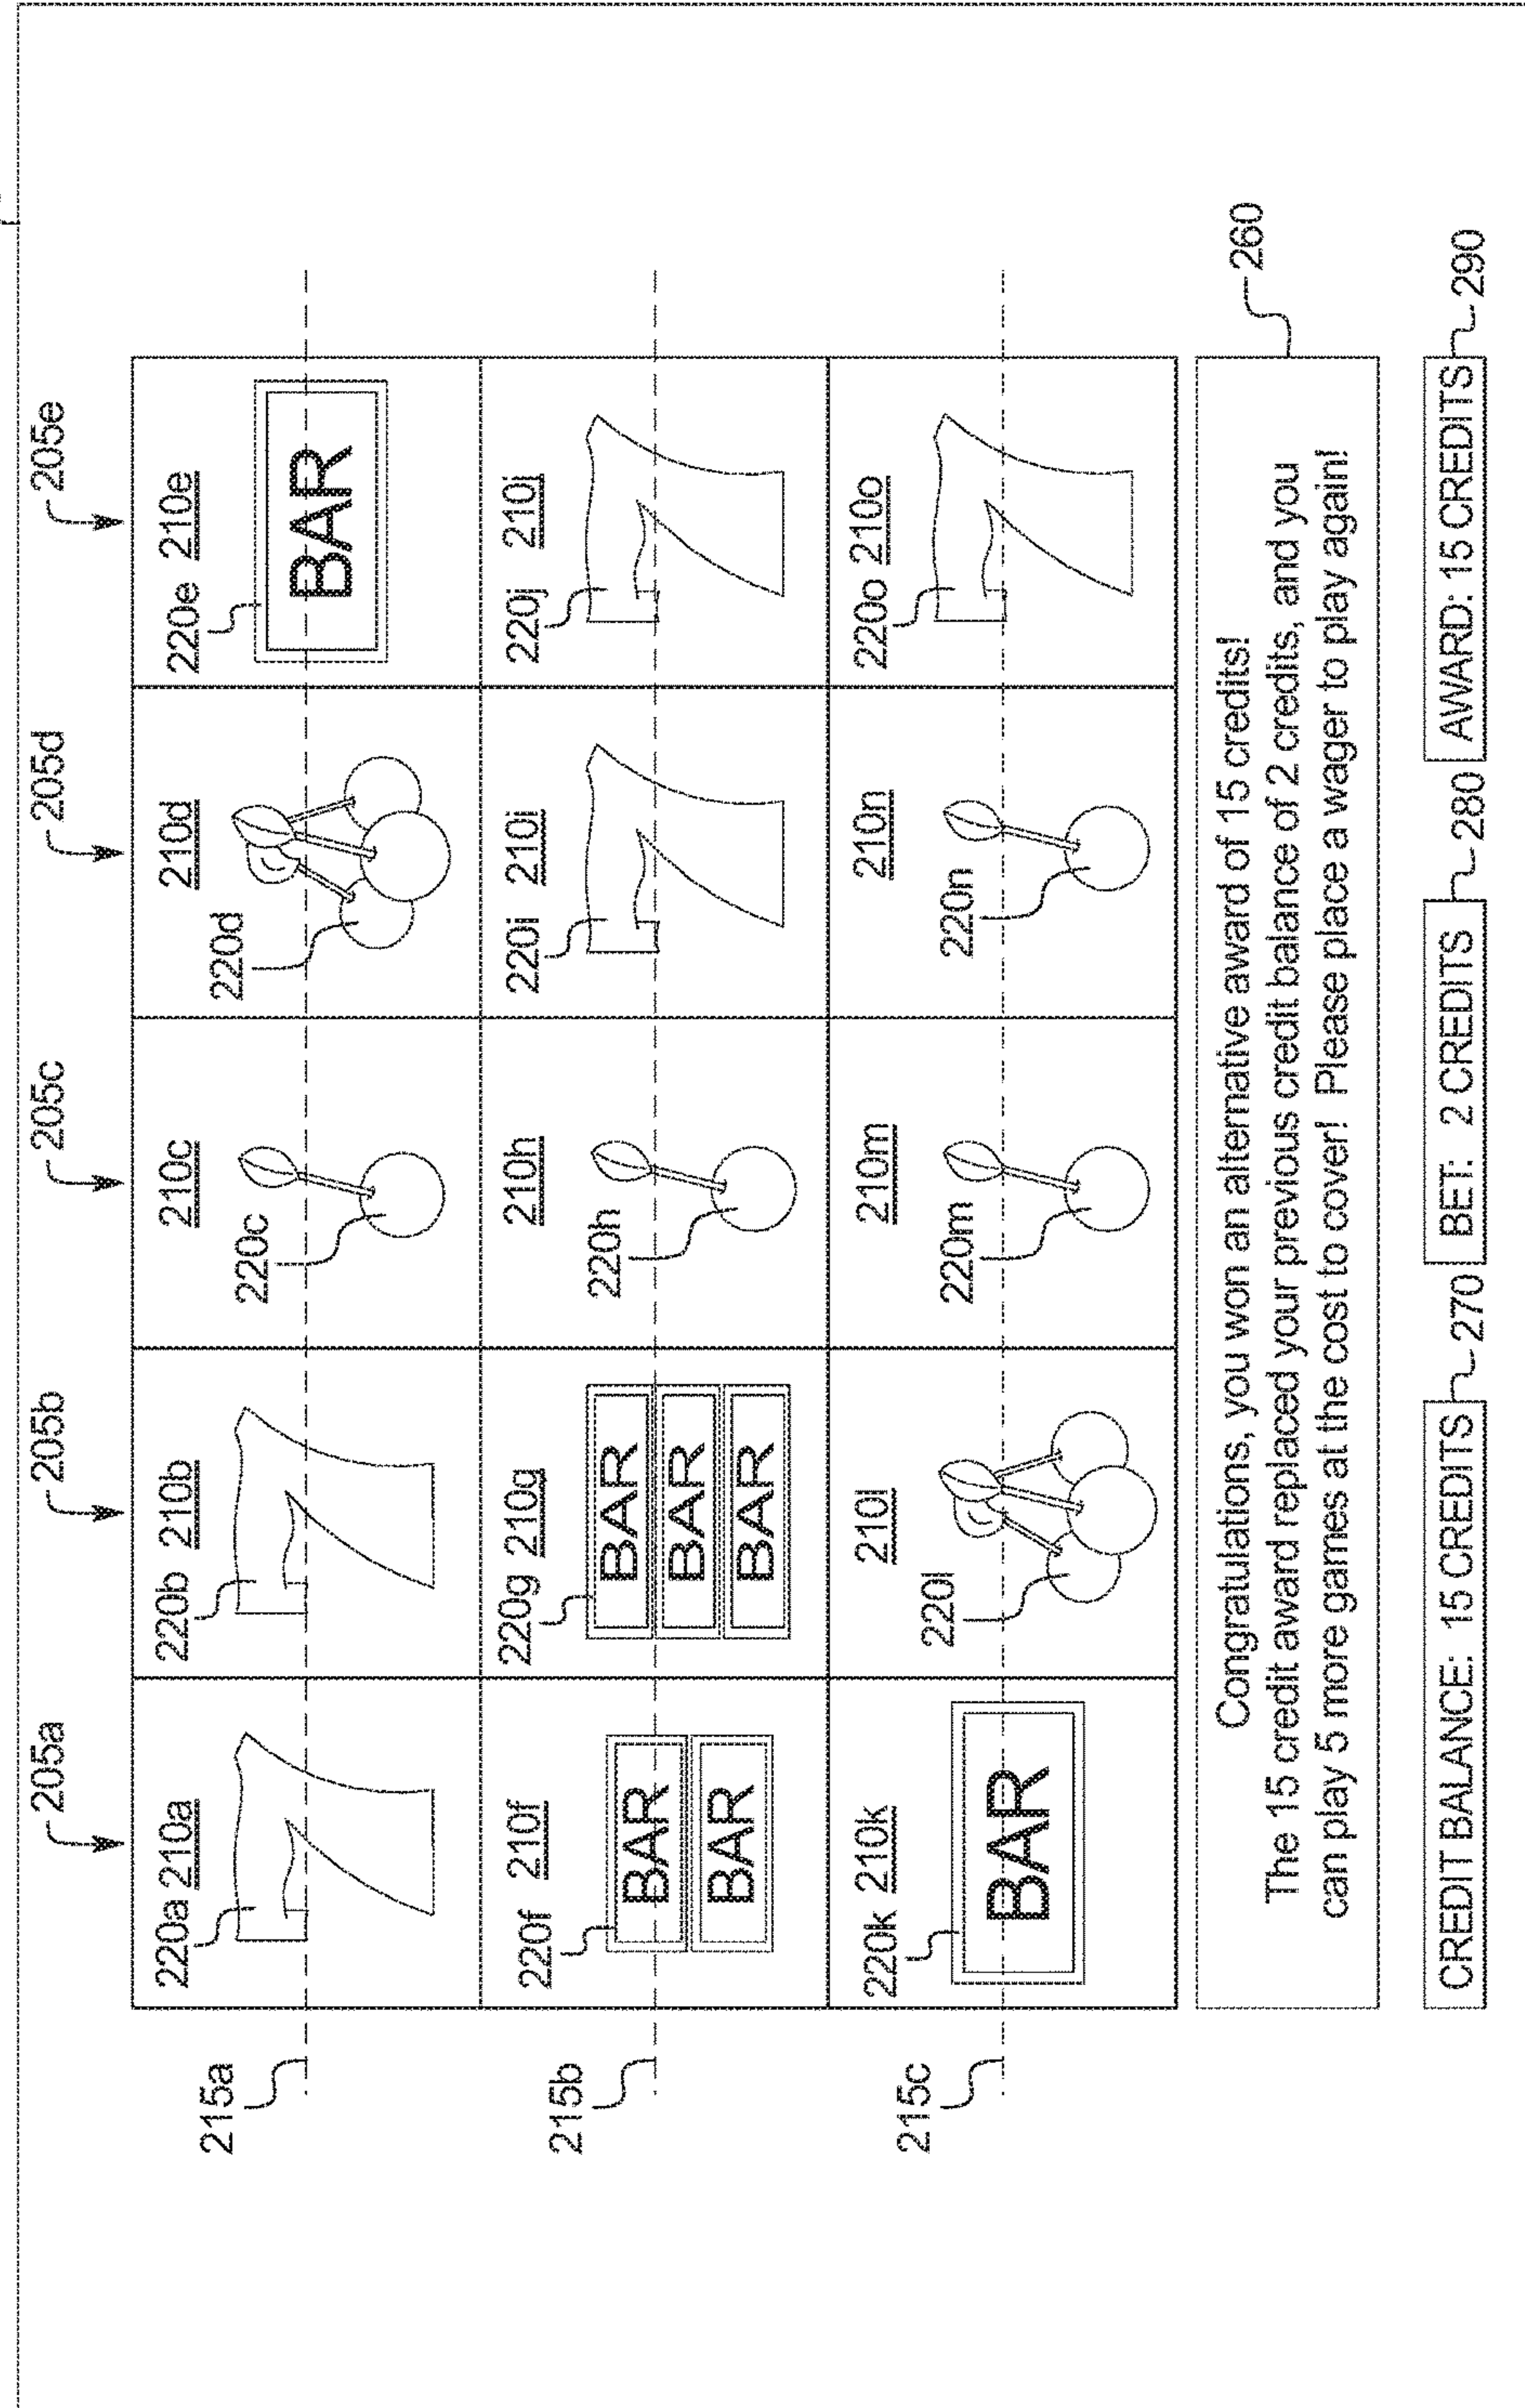 205a 205b 205c 205d 205e
220a 210a 220b 210b 210c 210d 220e 210e
220c 220d
BAR
215a
220f 210f 220g 210g 210h 220i 210i 220j 210j
220h
BAR BAR
BAR BAR
BAR
215b
220k 210k 210l 210m 210n 220o 210o
220l 220m 220n
BAR
215c
Congratulations, you won an alternative award of 15 credits!
The 15 credit award replaced your previous credit balance of 2 credits, and you
can play 5 more games at the cost to cover! Please place a wager to play again!
260
CREDIT BALANCE: 15 CREDITS 270 BET: 2 CREDITS 280 AWARD: 15 CREDITS 290